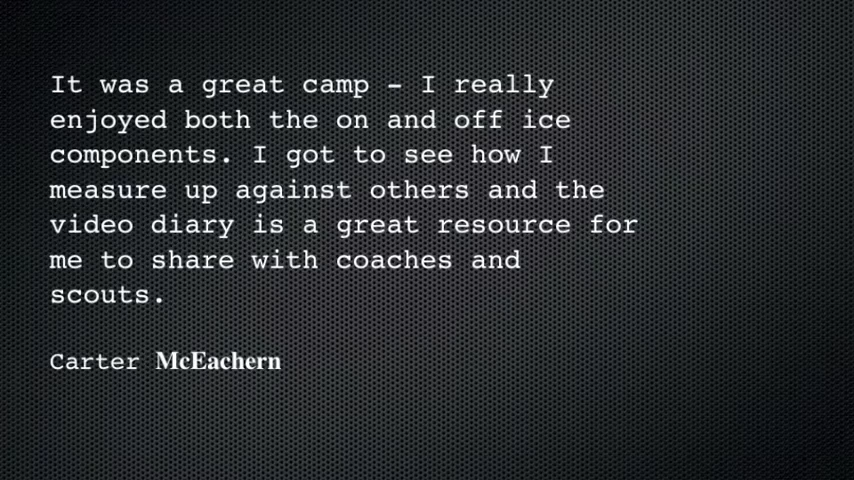 It was a great camp - I really
enjoyed both the on and off ice
components. I got to see how I
measure up against others and the
video diary is a great resource for
me to share with coaches and
scouts.
Carter McEachern